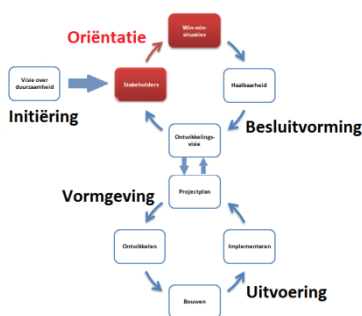 Oriëntatie
Win-win-
situaties
Visie over
duurzaamheid
Stakeholders
Haalbaarheid
Initiëring
Ontwikkelings-
visie
Besluitvorming
Projectplan
Vormgeving
Ontwikkelen
Implementeren
Bouwen
Uitvoering